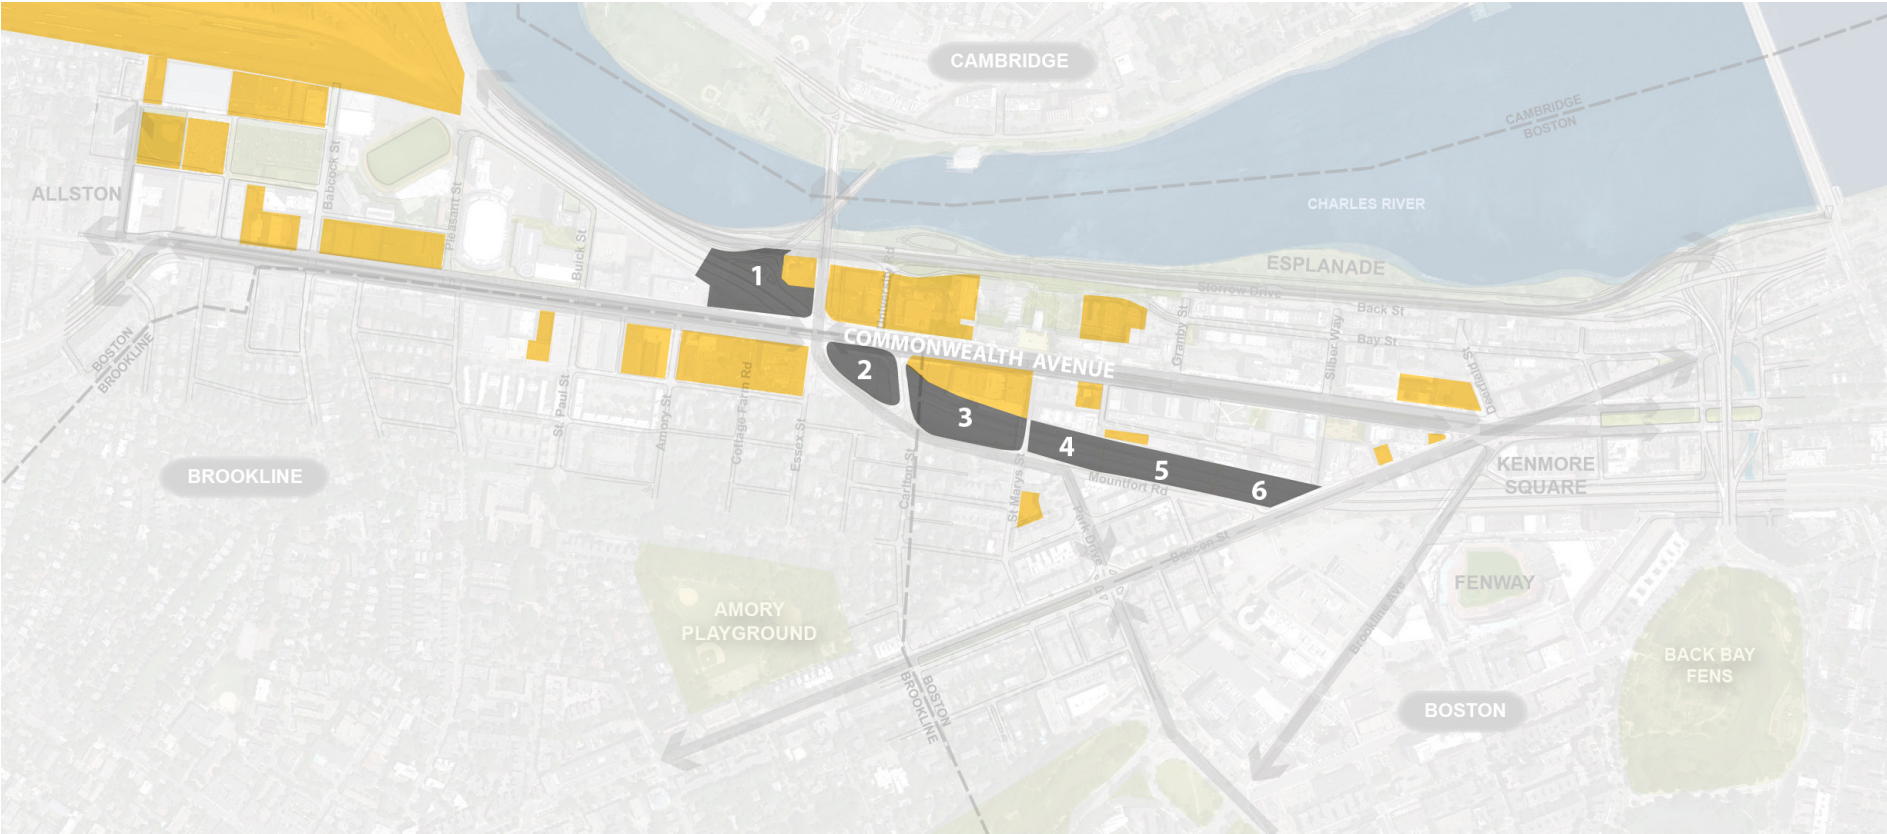 CAMBRIDGE
CAMBRIDGE
BOSTON
ALLSTON
Babcock St
Pleasant St
Buick St
CHARLES RIVER
ESPLANADE
Storrow Drive
Back St
Bay St
Granby St
Silber Way
Deerfield St
University Rd
1
COMMONWEALTH AVENUE
2
3
4
5
6
BOSTON
BROOKLINE
St Paul St
Amory St
Cottage Farm Rd
Essex St
Carlton St
St Marys St
Mountfort Rd
Park Drive
Beacon St
Brookline Ave
KENMORE
SQUARE
BROOKLINE
FENWAY
AMORY
PLAYGROUND
BACK BAY
FENS
BOSTON
BROOKLINE
BOSTON